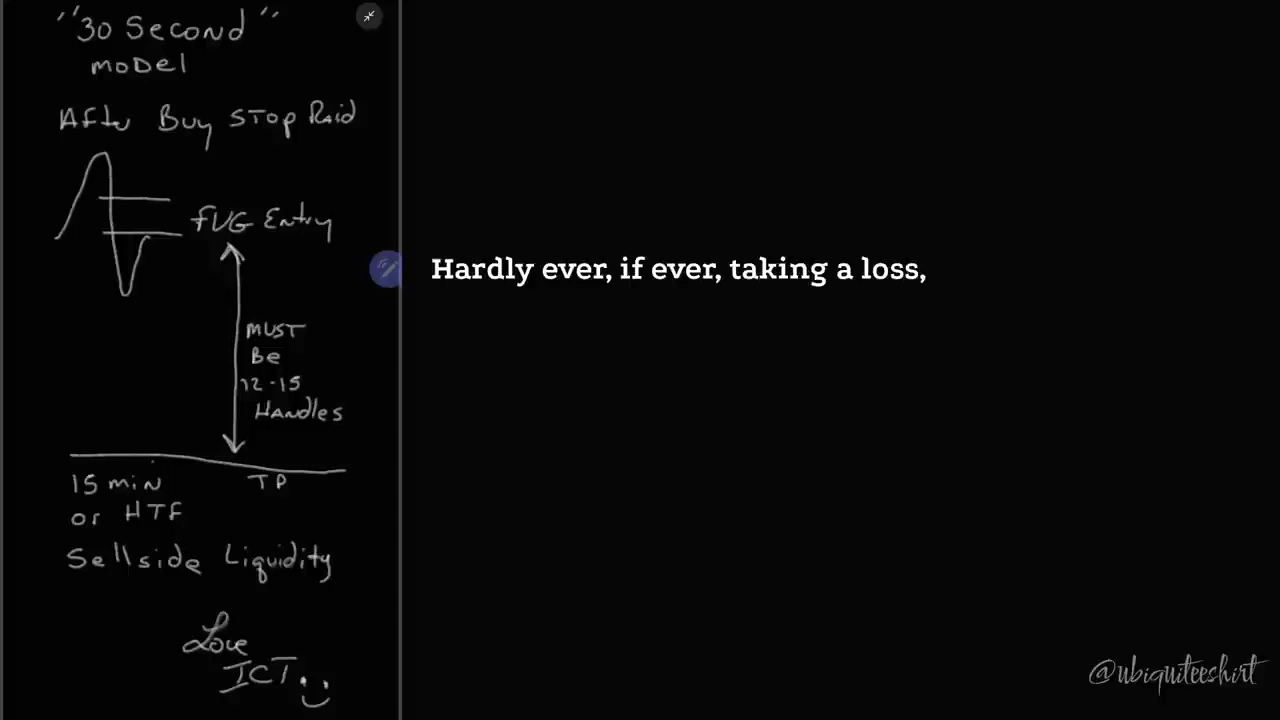 "30 Second"
moDel
After Buy STop Raid
FVG Entry
MUST
Be
12-15
HANdles
15 min
TP
or HTF
Sellside Liquidity
Love
ICT
Hardly ever, if ever, taking a loss,
@ubiquiteeshirt